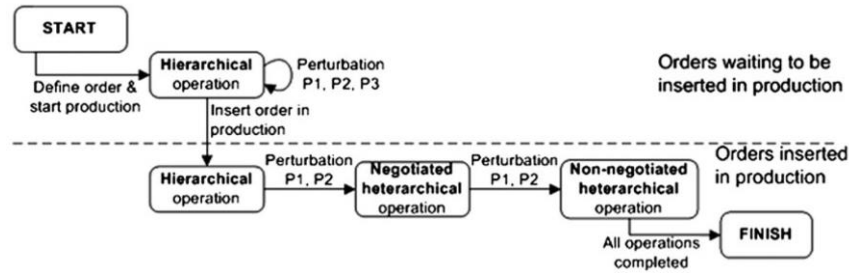 START
Define order &
start production
Hierarchical
operation
Perturbation
P1, P2, P3
Orders waiting to be
inserted in production
Insert order in
production
Orders inserted
in production
Hierarchical
operation
Perturbation
P1, P2
Negotiated
heterarchical
operation
Perturbation
P1, P2
Non-negotiated
heterarchical
operation
All operations
completed
FINISH